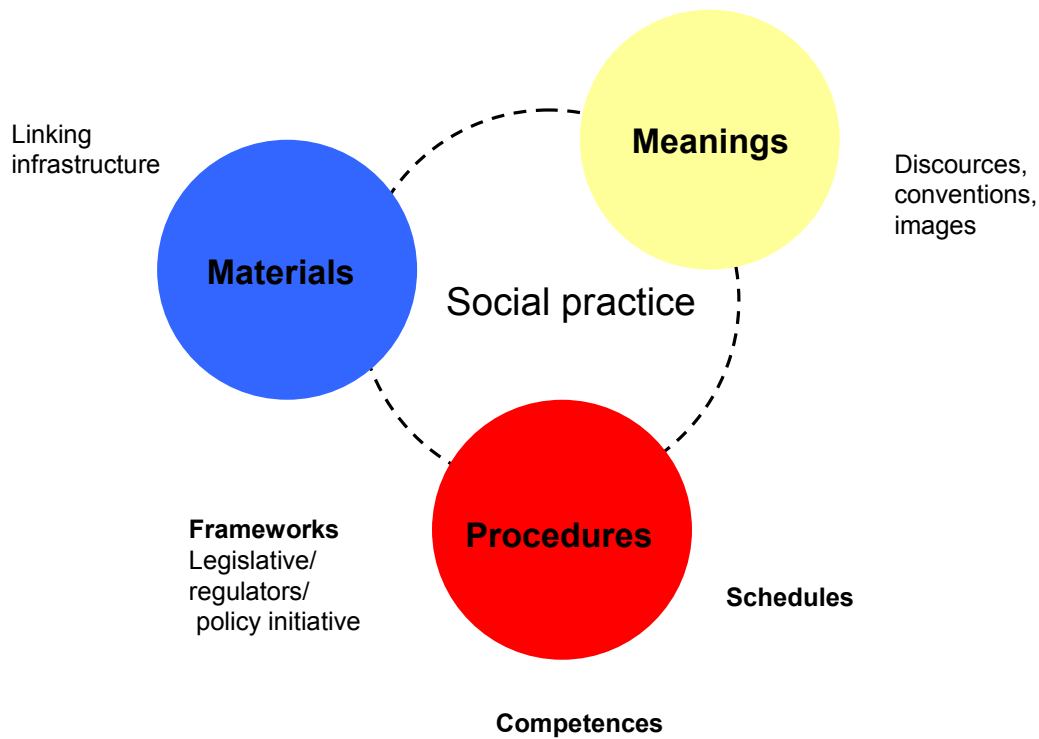 Linking
infrastructure
Materials
Meanings
Discources,
conventions,
images
Social practice
Procedures
Frameworks
Legislative/
regulators/
policy initiative
Schedules
Competences